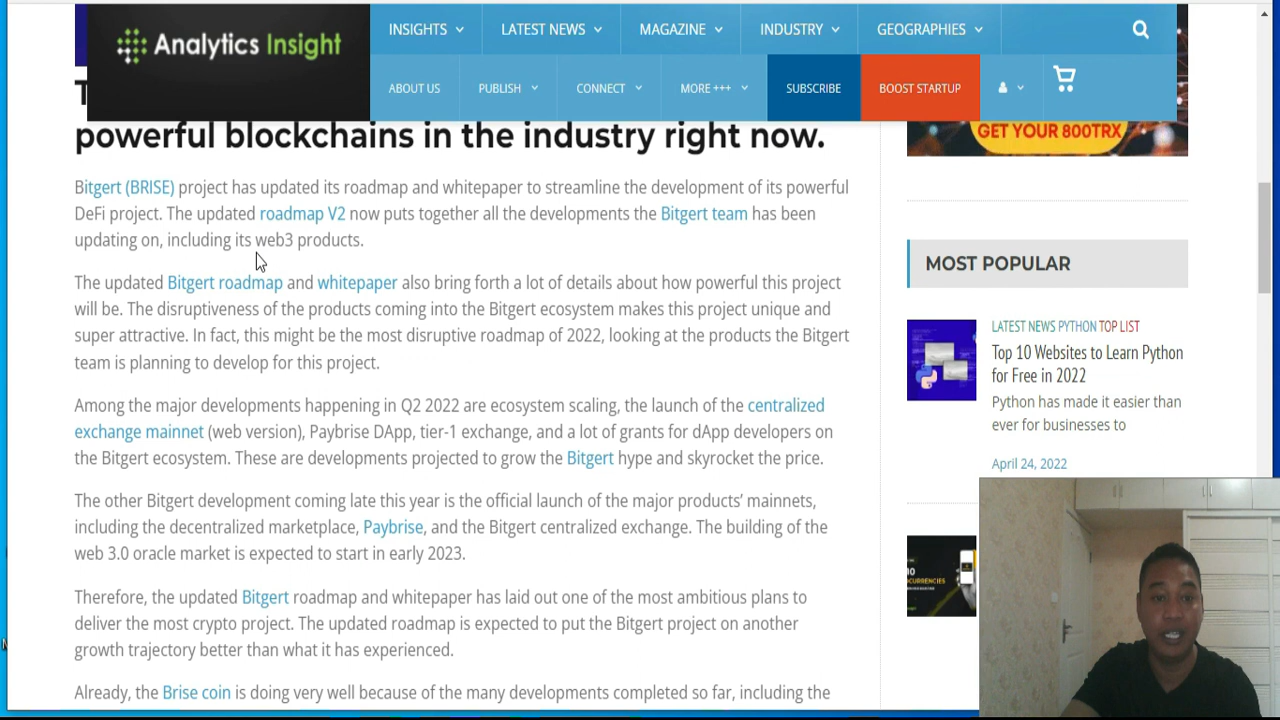 Analytics Insight
INSIGHTS
LATEST NEWS
MAGAZINE
INDUSTRY
GEOGRAPHIES
ABOUT US
PUBLISH
CONNECT
MORE +++
SUBSCRIBE
BOOST STARTUP
powerful blockchains in the industry right now.
Bitgert (BRISE) project has updated its roadmap and whitepaper to streamline the development of its powerful
DeFi project. The updated roadmap V2 now puts together all the developments the Bitgert team has been
updating on, including its web3 products.
The updated Bitgert roadmap and whitepaper also bring forth a lot of details about how powerful this project
will be. The disruptiveness of the products coming into the Bitgert ecosystem makes this project unique and
super attractive. In fact, this might be the most disruptive roadmap of 2022, looking at the products the Bitgert
team is planning to develop for this project.
Among the major developments happening in Q2 2022 are ecosystem scaling, the launch of the centralized
exchange mainnet (web version), Paybrise DApp, tier-1 exchange, and a lot of grants for dApp developers on
the Bitgert ecosystem. These are developments projected to grow the Bitgert hype and skyrocket the price.
The other Bitgert development coming late this year is the official launch of the major products’ mainnets,
including the decentralized marketplace, Paybrise, and the Bitgert centralized exchange. The building of the
web 3.0 oracle market is expected to start in early 2023.
Therefore, the updated Bitgert roadmap and whitepaper has laid out one of the most ambitious plans to
deliver the most crypto project. The updated roadmap is expected to put the Bitgert project on another
growth trajectory better than what it has experienced.
Already, the Brise coin is doing very well because of the many developments completed so far, including the
GET YOUR 800TRX
MOST POPULAR
LATEST NEWS PYTHON TOP LIST
Top 10 Websites to Learn Python
for Free in 2022
Python has made it easier than
ever for businesses to
April 24, 2022